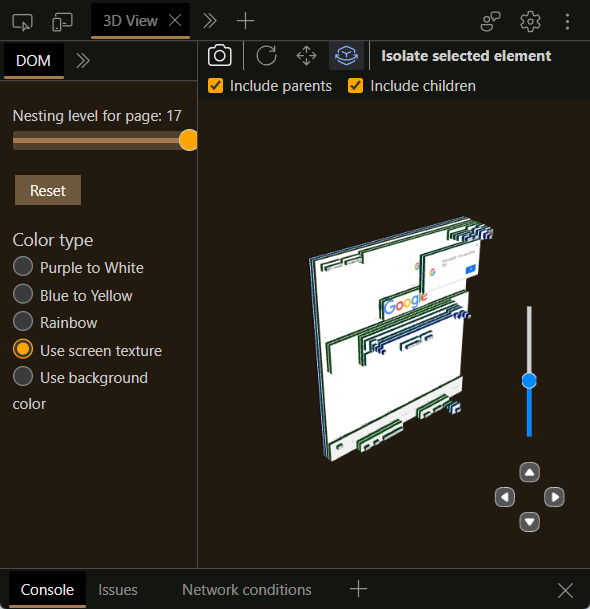 3D View
DOM
Isolate selected element
Include parents
Include children
Nesting level for page: 17
Reset
Color type
Purple to White
Blue to Yellow
Rainbow
Use screen texture
Use background
color
Google
Console
Issues
Network conditions